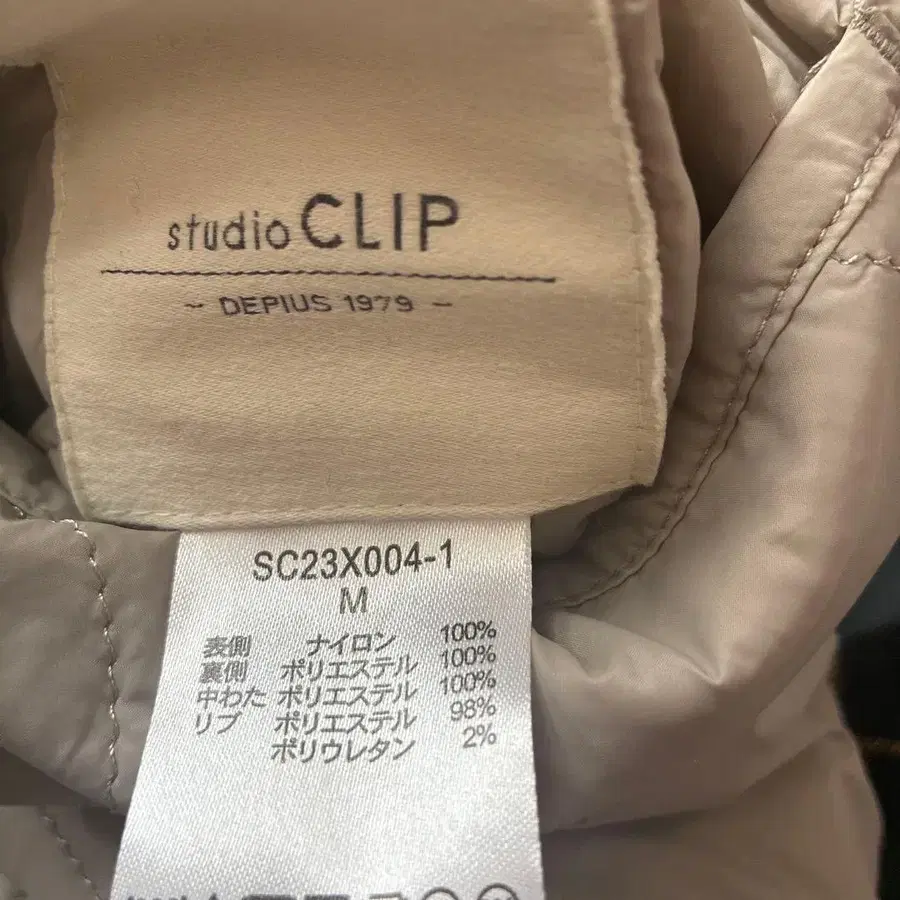 studio CLIP
- DEPIUS 1979 -
SC23X004-1
M
表側 ナイロン 100%
裏側 ポリエステル 100%
中わた ポリエステル 100%
リブ ポリエステル 98%
ポリウレタン 2%